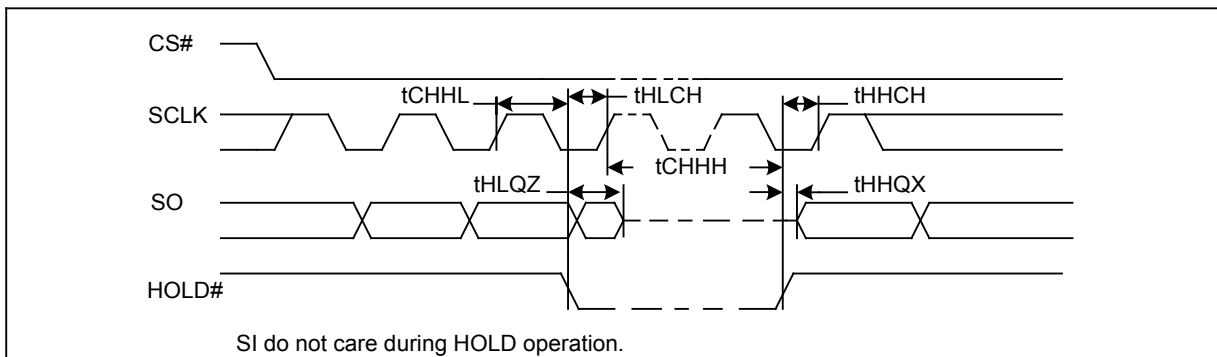 CS#
tCHHL
tHLCH
tHHCH
SCLK
tCHHH
tHLQZ
tHHQX
SO
HOLD#
SI do not care during HOLD operation.